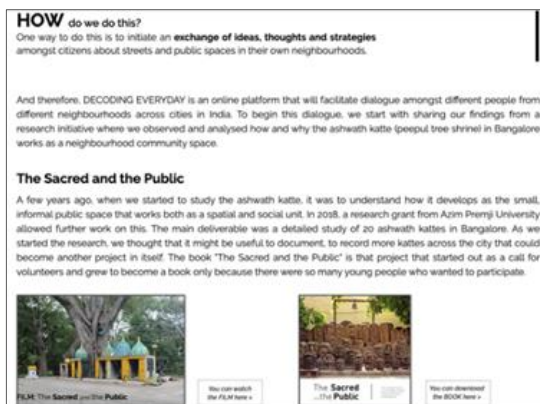 HOW do we do this?
One way to do this is to initiate an exchange of ideas, thoughts and strategies
amongst citizens about streets and public spaces in their own neighbourhoods.
And therefore, DECODING EVERYDAY is an online platform that will facilitate dialogue amongst different people from
different neighbourhoods across cities in India. To begin this dialogue, we start with sharing our findings from a
research initiative where we observed and analysed how and why the ashwath katte (peepul tree shrine) in Bangalore
works as a neighbourhood community space.
The Sacred and the Public
A few years ago, when we started to study the ashwath katte, it was to understand how it develops as the small,
informal public space that works both as a spatial and social unit. In 2018, a research grant from Azim Premji University
allowed further work on this. The main deliverable was a detailed study of 20 ashwath kattes in Bangalore. As we
started the research, we thought that it might be useful to document, to record more kattes across the city that could
become another project in itself. The book "The Sacred and the Public" is that project that started out as a call for
volunteers and grew to become a book only because there were so many young people who wanted to participate.
FILM: The Sacred and the Public
You can watch
the FILM here »
The Sacred
and the Public
You can download
the BOOK here »